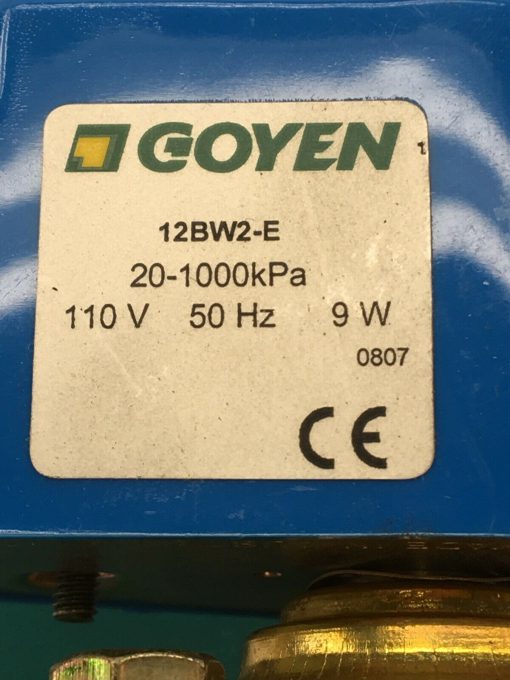 GOYEN
12BW2-E
20-1000kPa
110 V 50 Hz 9 W
0807
CE